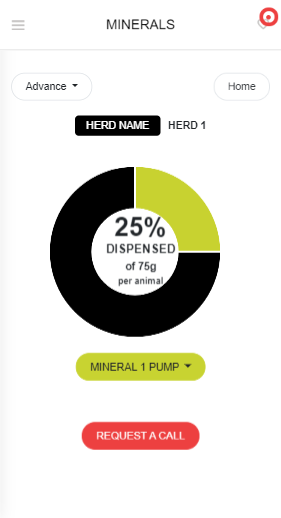 MINERALS
Advance
Home
HERD NAME HERD 1
25%
DISPENSED
of 75g
per animal
MINERAL 1 PUMP
REQUEST A CALL